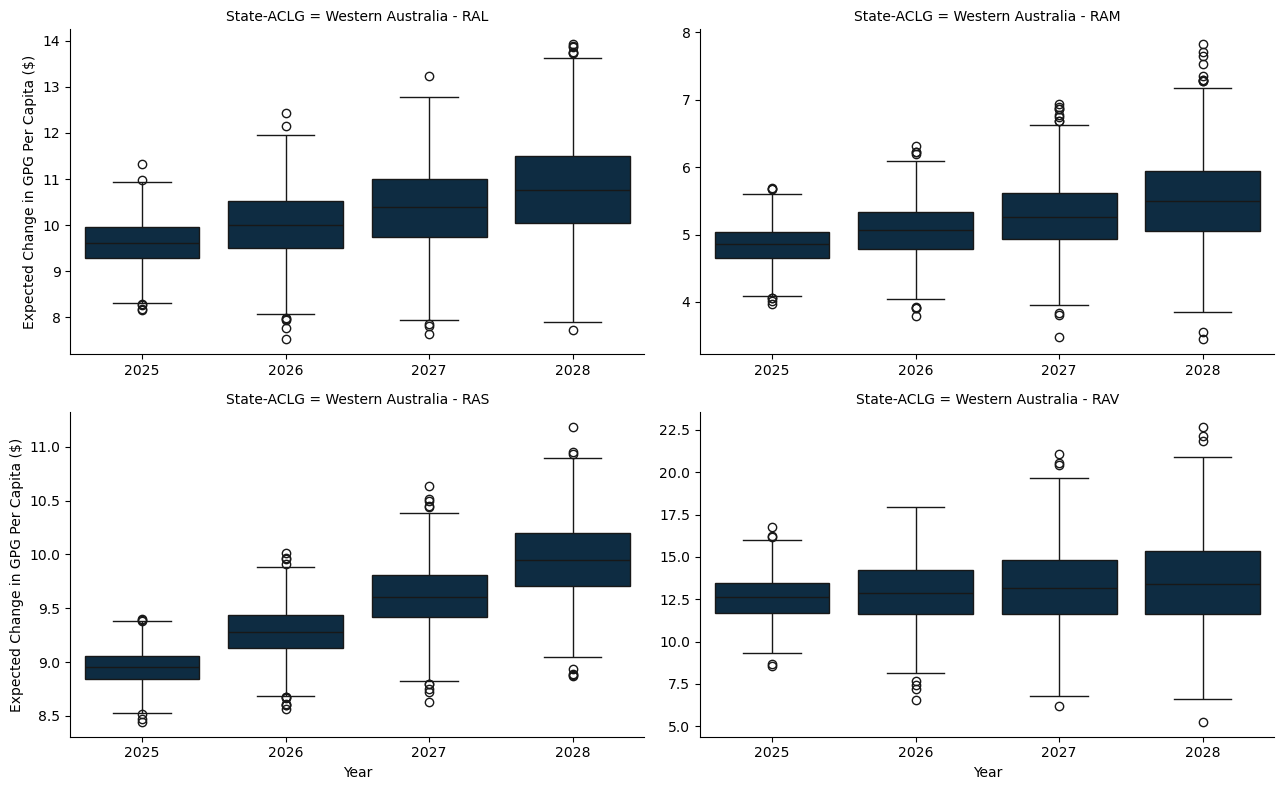 State-ACLG = Western Australia - RAL
Expected Change in GPG Per Capita ($)
14
13
12
11
10
9
8
2025 2026 2027 2028
State-ACLG = Western Australia - RAM
8
7
6
5
4
2025 2026 2027 2028
State-ACLG = Western Australia - RAS
Expected Change in GPG Per Capita ($)
11.0
10.5
10.0
9.5
9.0
8.5
2025 2026 2027 2028
Year
State-ACLG = Western Australia - RAV
22.5
20.0
17.5
15.0
12.5
10.0
7.5
5.0
2025 2026 2027 2028
Year